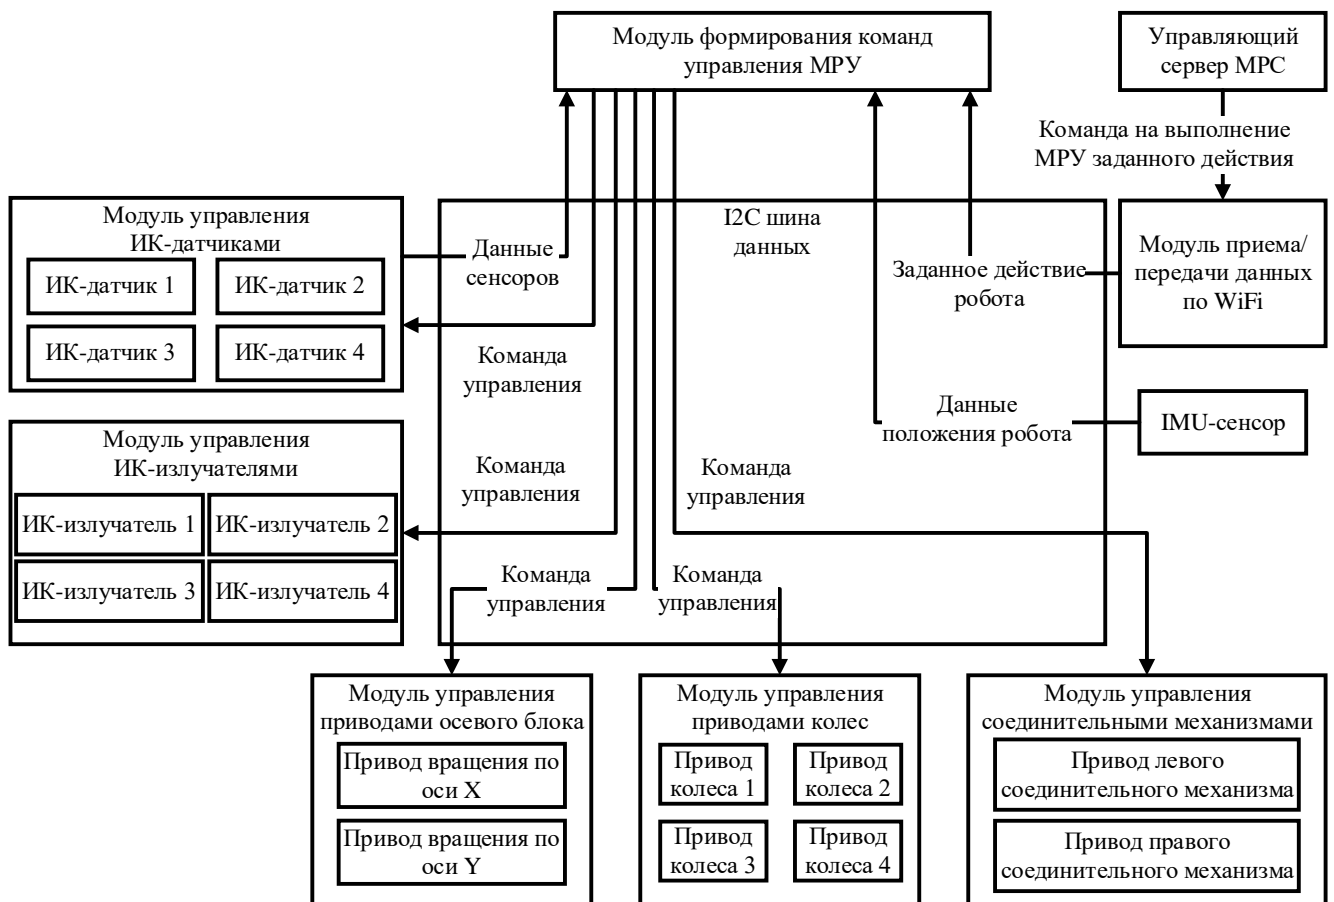 Модуль формирования команд
управления МРУ
Управляющий
сервер МРС
Команда на выполнение
МРУ заданного действия
Модуль управления
ИК-датчиками
ИК-датчик 1
ИК-датчик 2
ИК-датчик 3
ИК-датчик 4
Данные
сенсоров
I2C шина
данных
Заданное действие
робота
Модуль приема/
передачи данных
по WiFi
Команда
управления
Данные
положения робота
IMU-сенсор
Модуль управления
ИК-излучателями
ИК-излучатель 1
ИК-излучатель 2
ИК-излучатель 3
ИК-излучатель 4
Команда
управления
Команда
управления
Команда
управления
Команда
управления
Модуль управления
приводами осевого блока
Привод вращения по
оси X
Привод вращения по
оси Y
Модуль управления
приводами колес
Привод
колеса 1
Привод
колеса 2
Привод
колеса 3
Привод
колеса 4
Модуль управления
соединительными механизмами
Привод левого
соединительного механизма
Привод правого
соединительного механизма